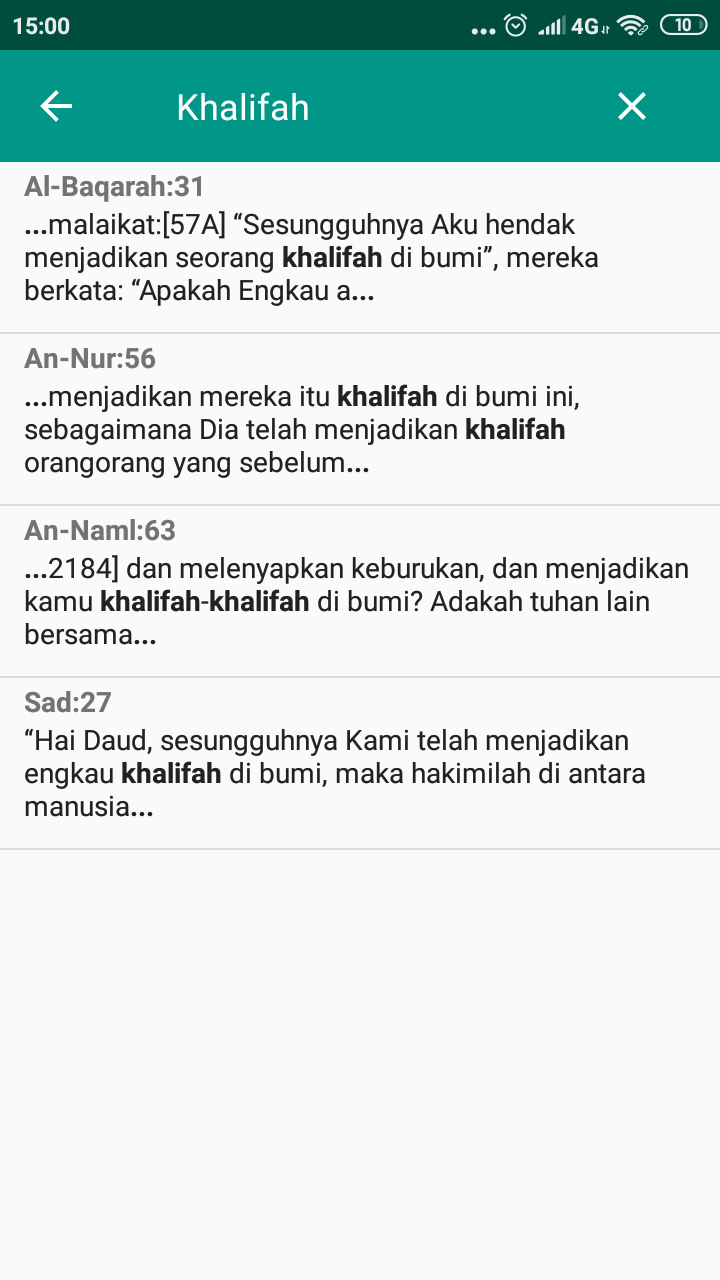 15:00
... 4G 10
Khalifah
Al-Baqarah:31
...malaikat:[57A] “Sesungguhnya Aku hendak
menjadikan seorang khalifah di bumi”, mereka
berkata: “Apakah Engkau a...
An-Nur:56
...menjadikan mereka itu khalifah di bumi ini,
sebagaimana Dia telah menjadikan khalifah
orangorang yang sebelum...
An-Naml:63
...2184] dan melenyapkan keburukan, dan menjadikan
kamu khalifah-khalifah di bumi? Adakah tuhan lain
bersama...
Sad:27
“Hai Daud, sesungguhnya Kami telah menjadikan
engkau khalifah di bumi, maka hakimilah di antara
manusia...